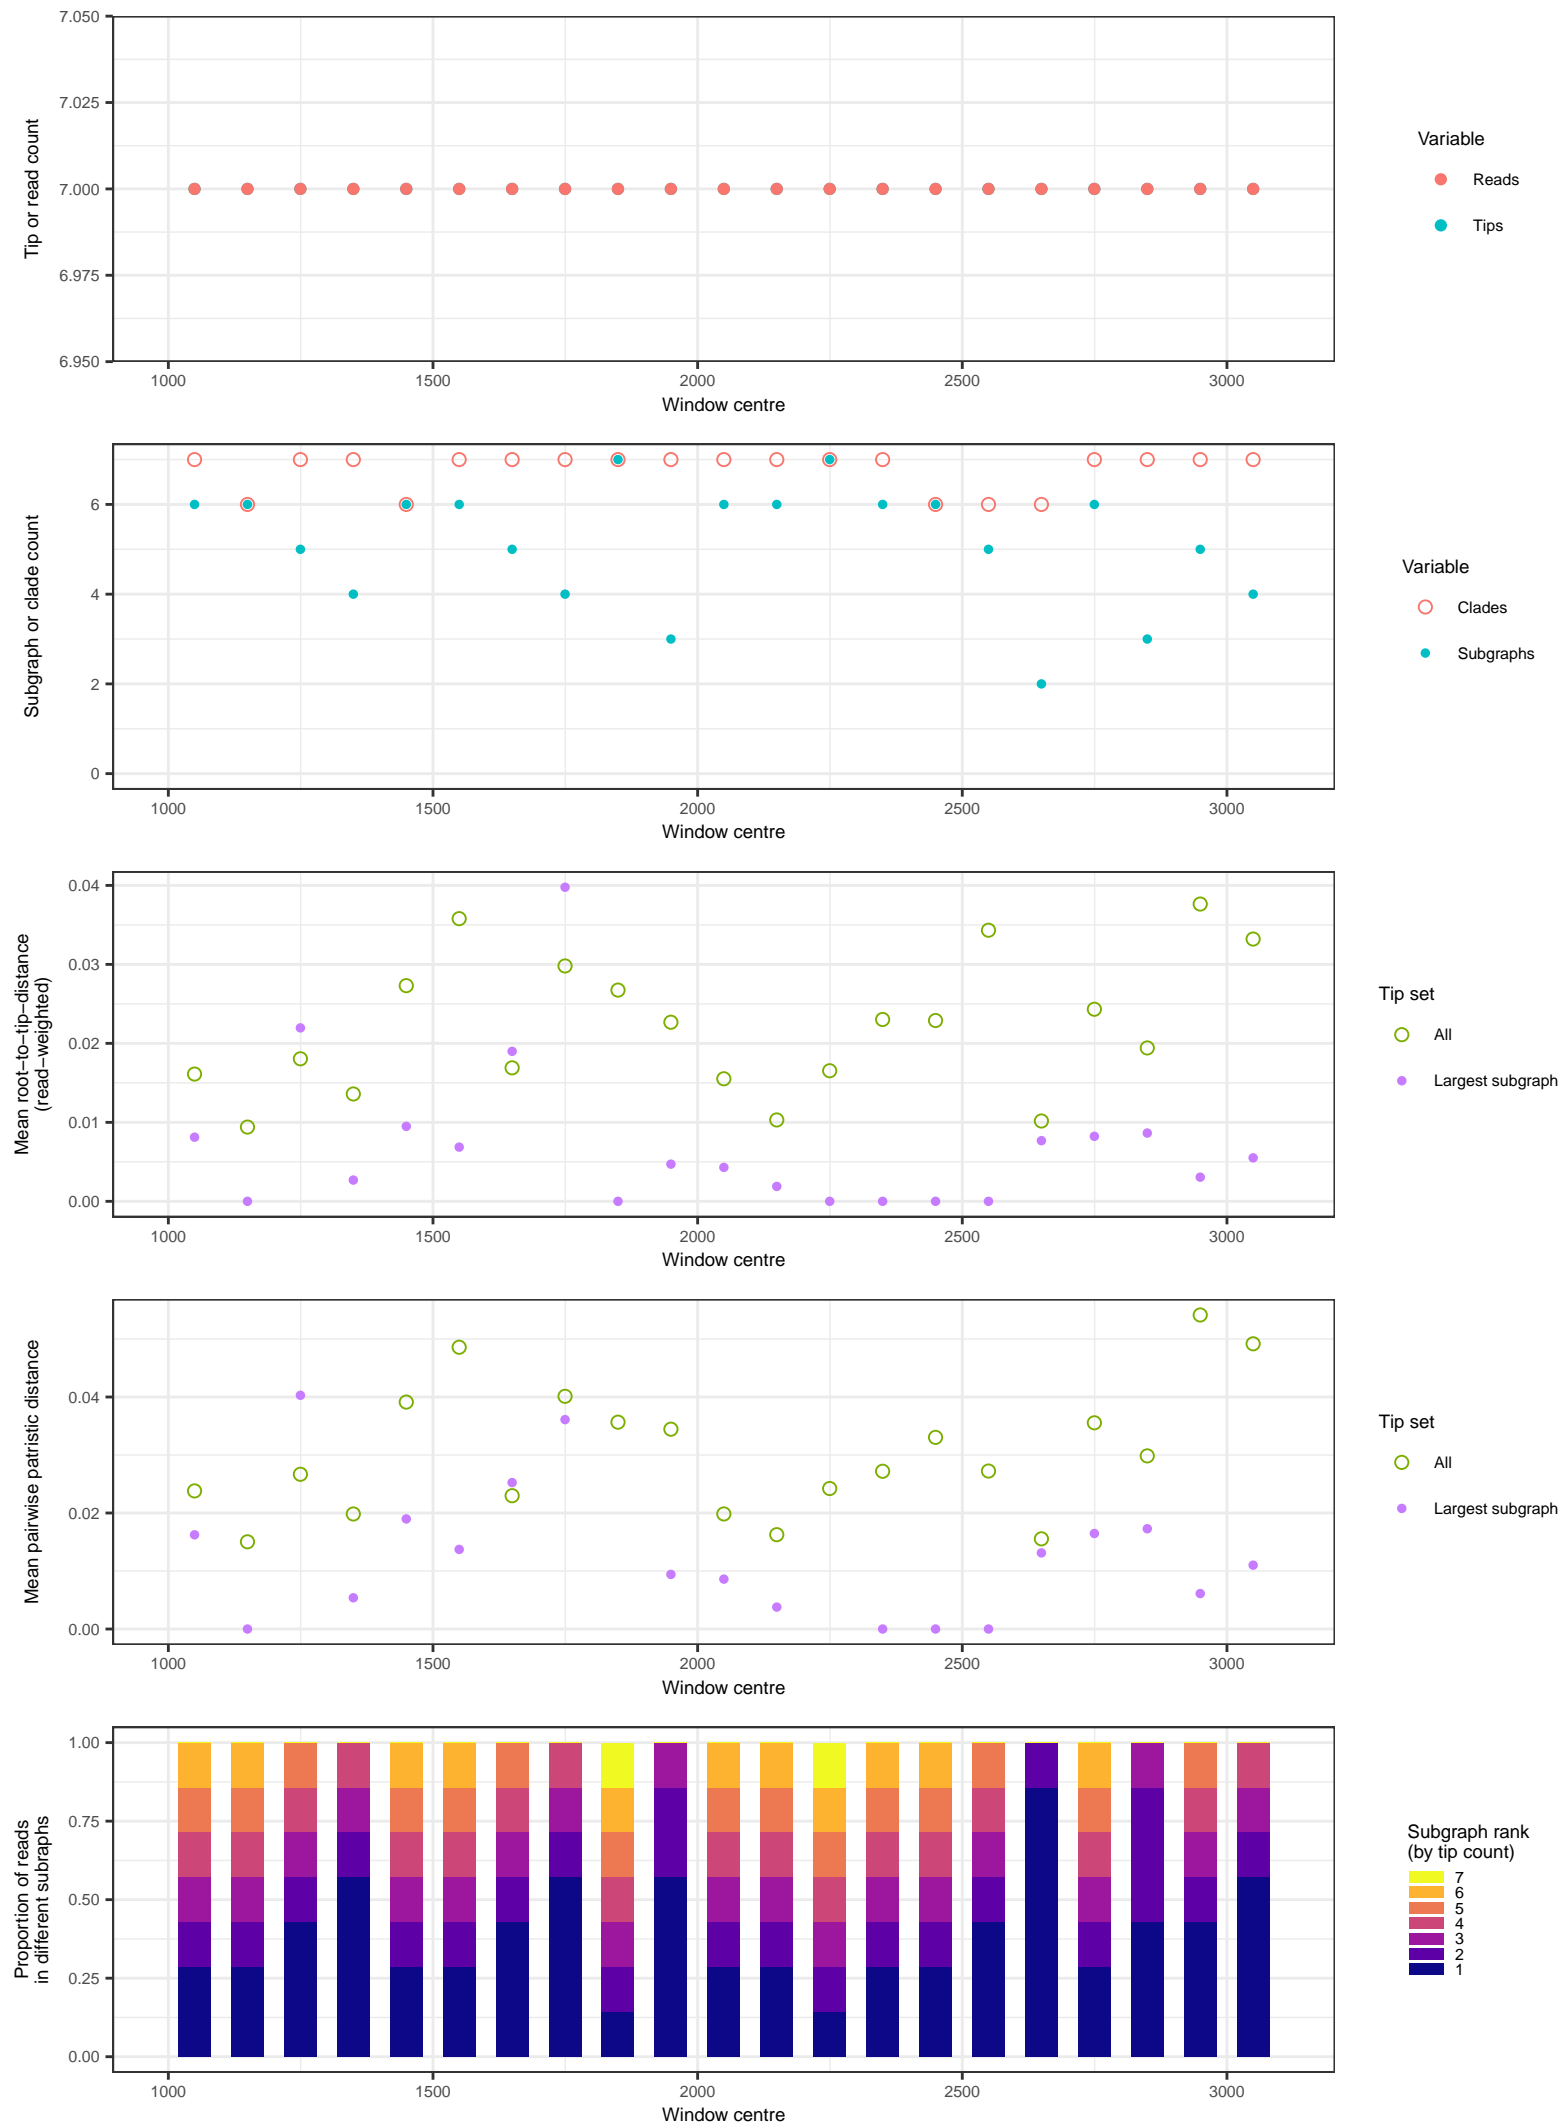 7.050
7.025
7.000
6.975
6.950
Tip or read count
1000 1500 2000 2500 3000
Window centre
Variable
Reads
Tips
6
4
2
0
Subgraph or clade count
1000 1500 2000 2500 3000
Window centre
Variable
Clades
Subgraphs
0.04
0.03
0.02
0.01
0.00
Mean root−to−tip−distance
(read−weighted)
1000 1500 2000 2500 3000
Window centre
Tip set
All
Largest subgraph
0.04
0.02
0.00
Mean pairwise patristic distance
1000 1500 2000 2500 3000
Window centre
Tip set
All
Largest subgraph
1.00
0.75
0.50
0.25
0.00
Proportion of reads
in different subraphs
1000 1500 2000 2500 3000
Window centre
Subgraph rank
(by tip count)
7
6
5
4
3
2
1